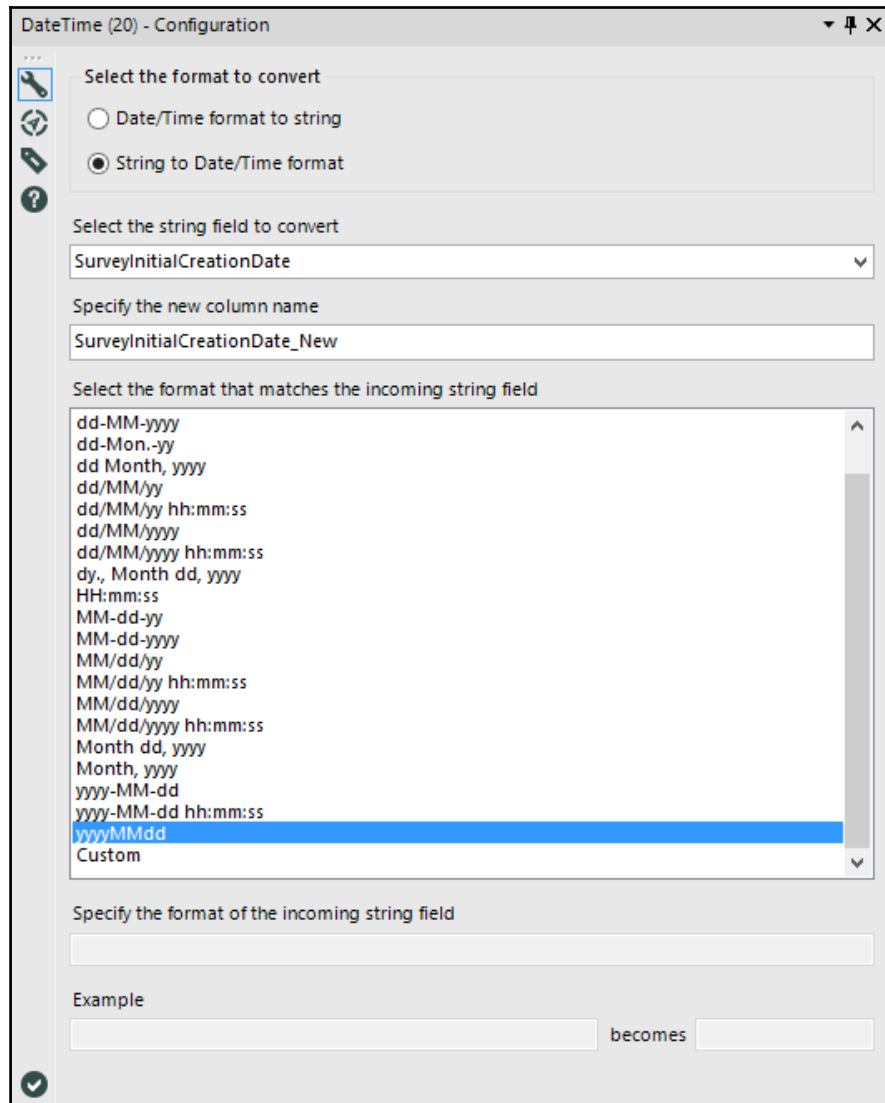 DateTime (20) - Configuration
Select the format to convert
Date/Time format to string
String to Date/Time format
Select the string field to convert
SurveyInitialCreationDate
Specify the new column name
SurveyInitialCreationDate_New
Select the format that matches the incoming string field
dd-MM-yyyy
dd-Mon.-yy
dd Month, yyyy
dd/MM/yy
dd/MM/yy hh:mm:ss
dd/MM/yyyy
dd/MM/yyyy hh:mm:ss
dy., Month dd, yyyy
HH:mm:ss
MM-dd-yy
MM-dd-yyyy
MM/dd/yy
MM/dd/yy hh:mm:ss
MM/dd/yyyy
MM/dd/yyyy hh:mm:ss
Month dd, yyyy
Month, yyyy
yyyy-MM-dd
yyyy-MM-dd hh:mm:ss
yyyyMMdd
Custom
Specify the format of the incoming string field
Example
becomes